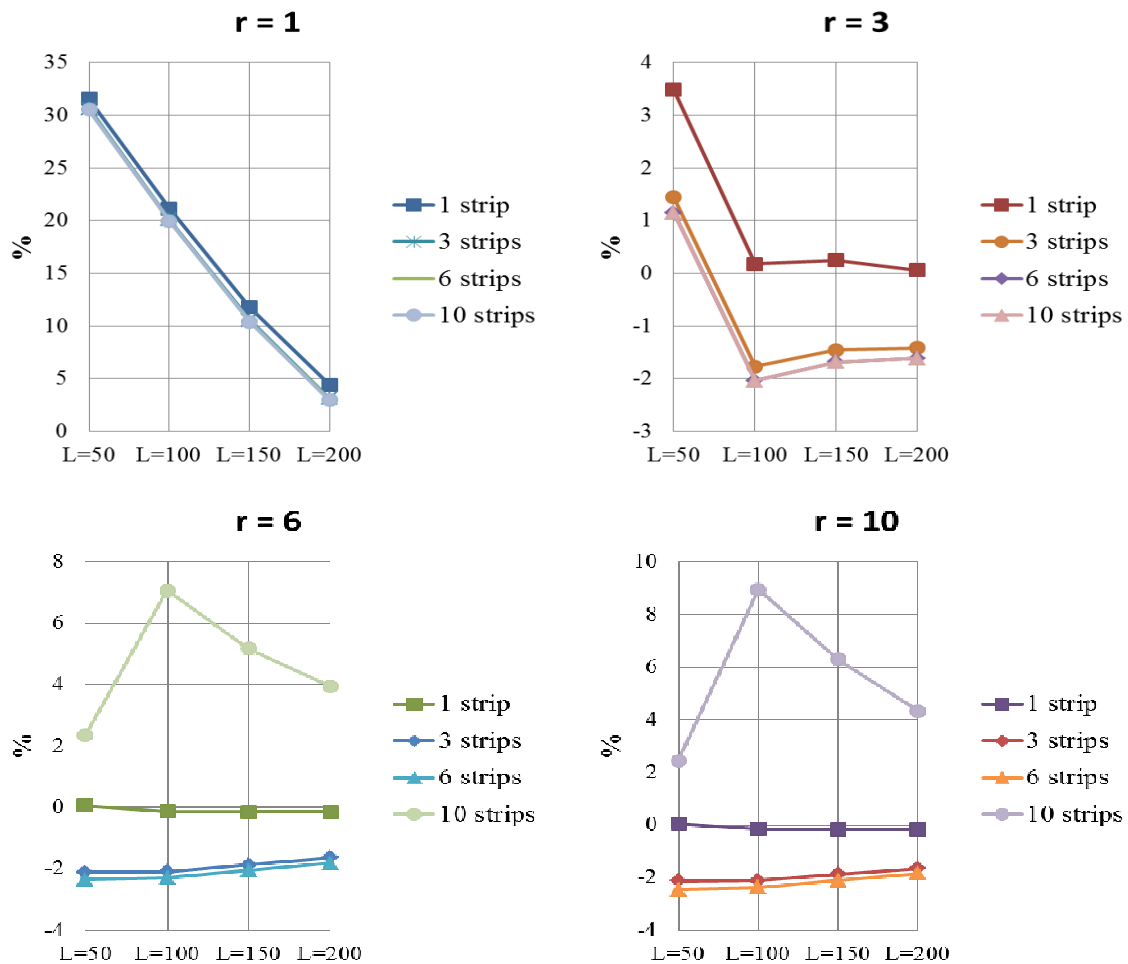 r = 1
%
35
30
25
20
15
10
5
0
L=50 L=100 L=150 L=200
1 strip
3 strips
6 strips
10 strips
r = 3
%
4
3
2
1
0
-1
-2
-3
L=50 L=100 L=150 L=200
1 strip
3 strips
6 strips
10 strips
r = 6
%
8
6
4
2
0
-2
-4
L=50 L=100 L=150 L=200
1 strip
3 strips
6 strips
10 strips
r = 10
%
10
8
6
4
2
0
-2
-4
L=50 L=100 L=150 L=200
1 strip
3 strips
6 strips
10 strips